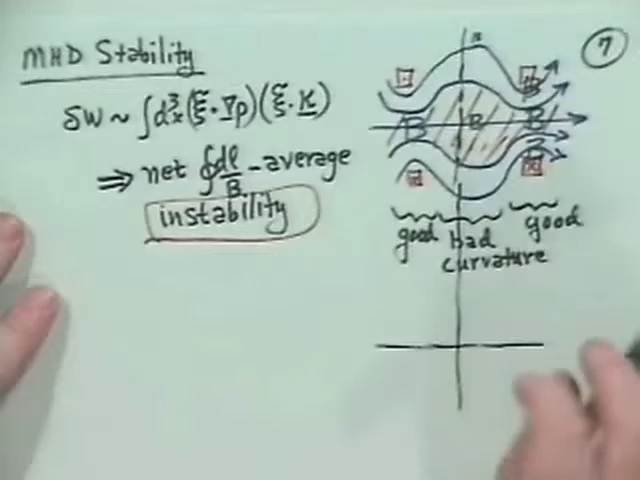 MHD Stability
7
δW ~ ∫d³x(ξ̃·∇p)(ξ̃·κ)
B B B
⇒ net ∮dl/B - average
instability
good bad good
curvature